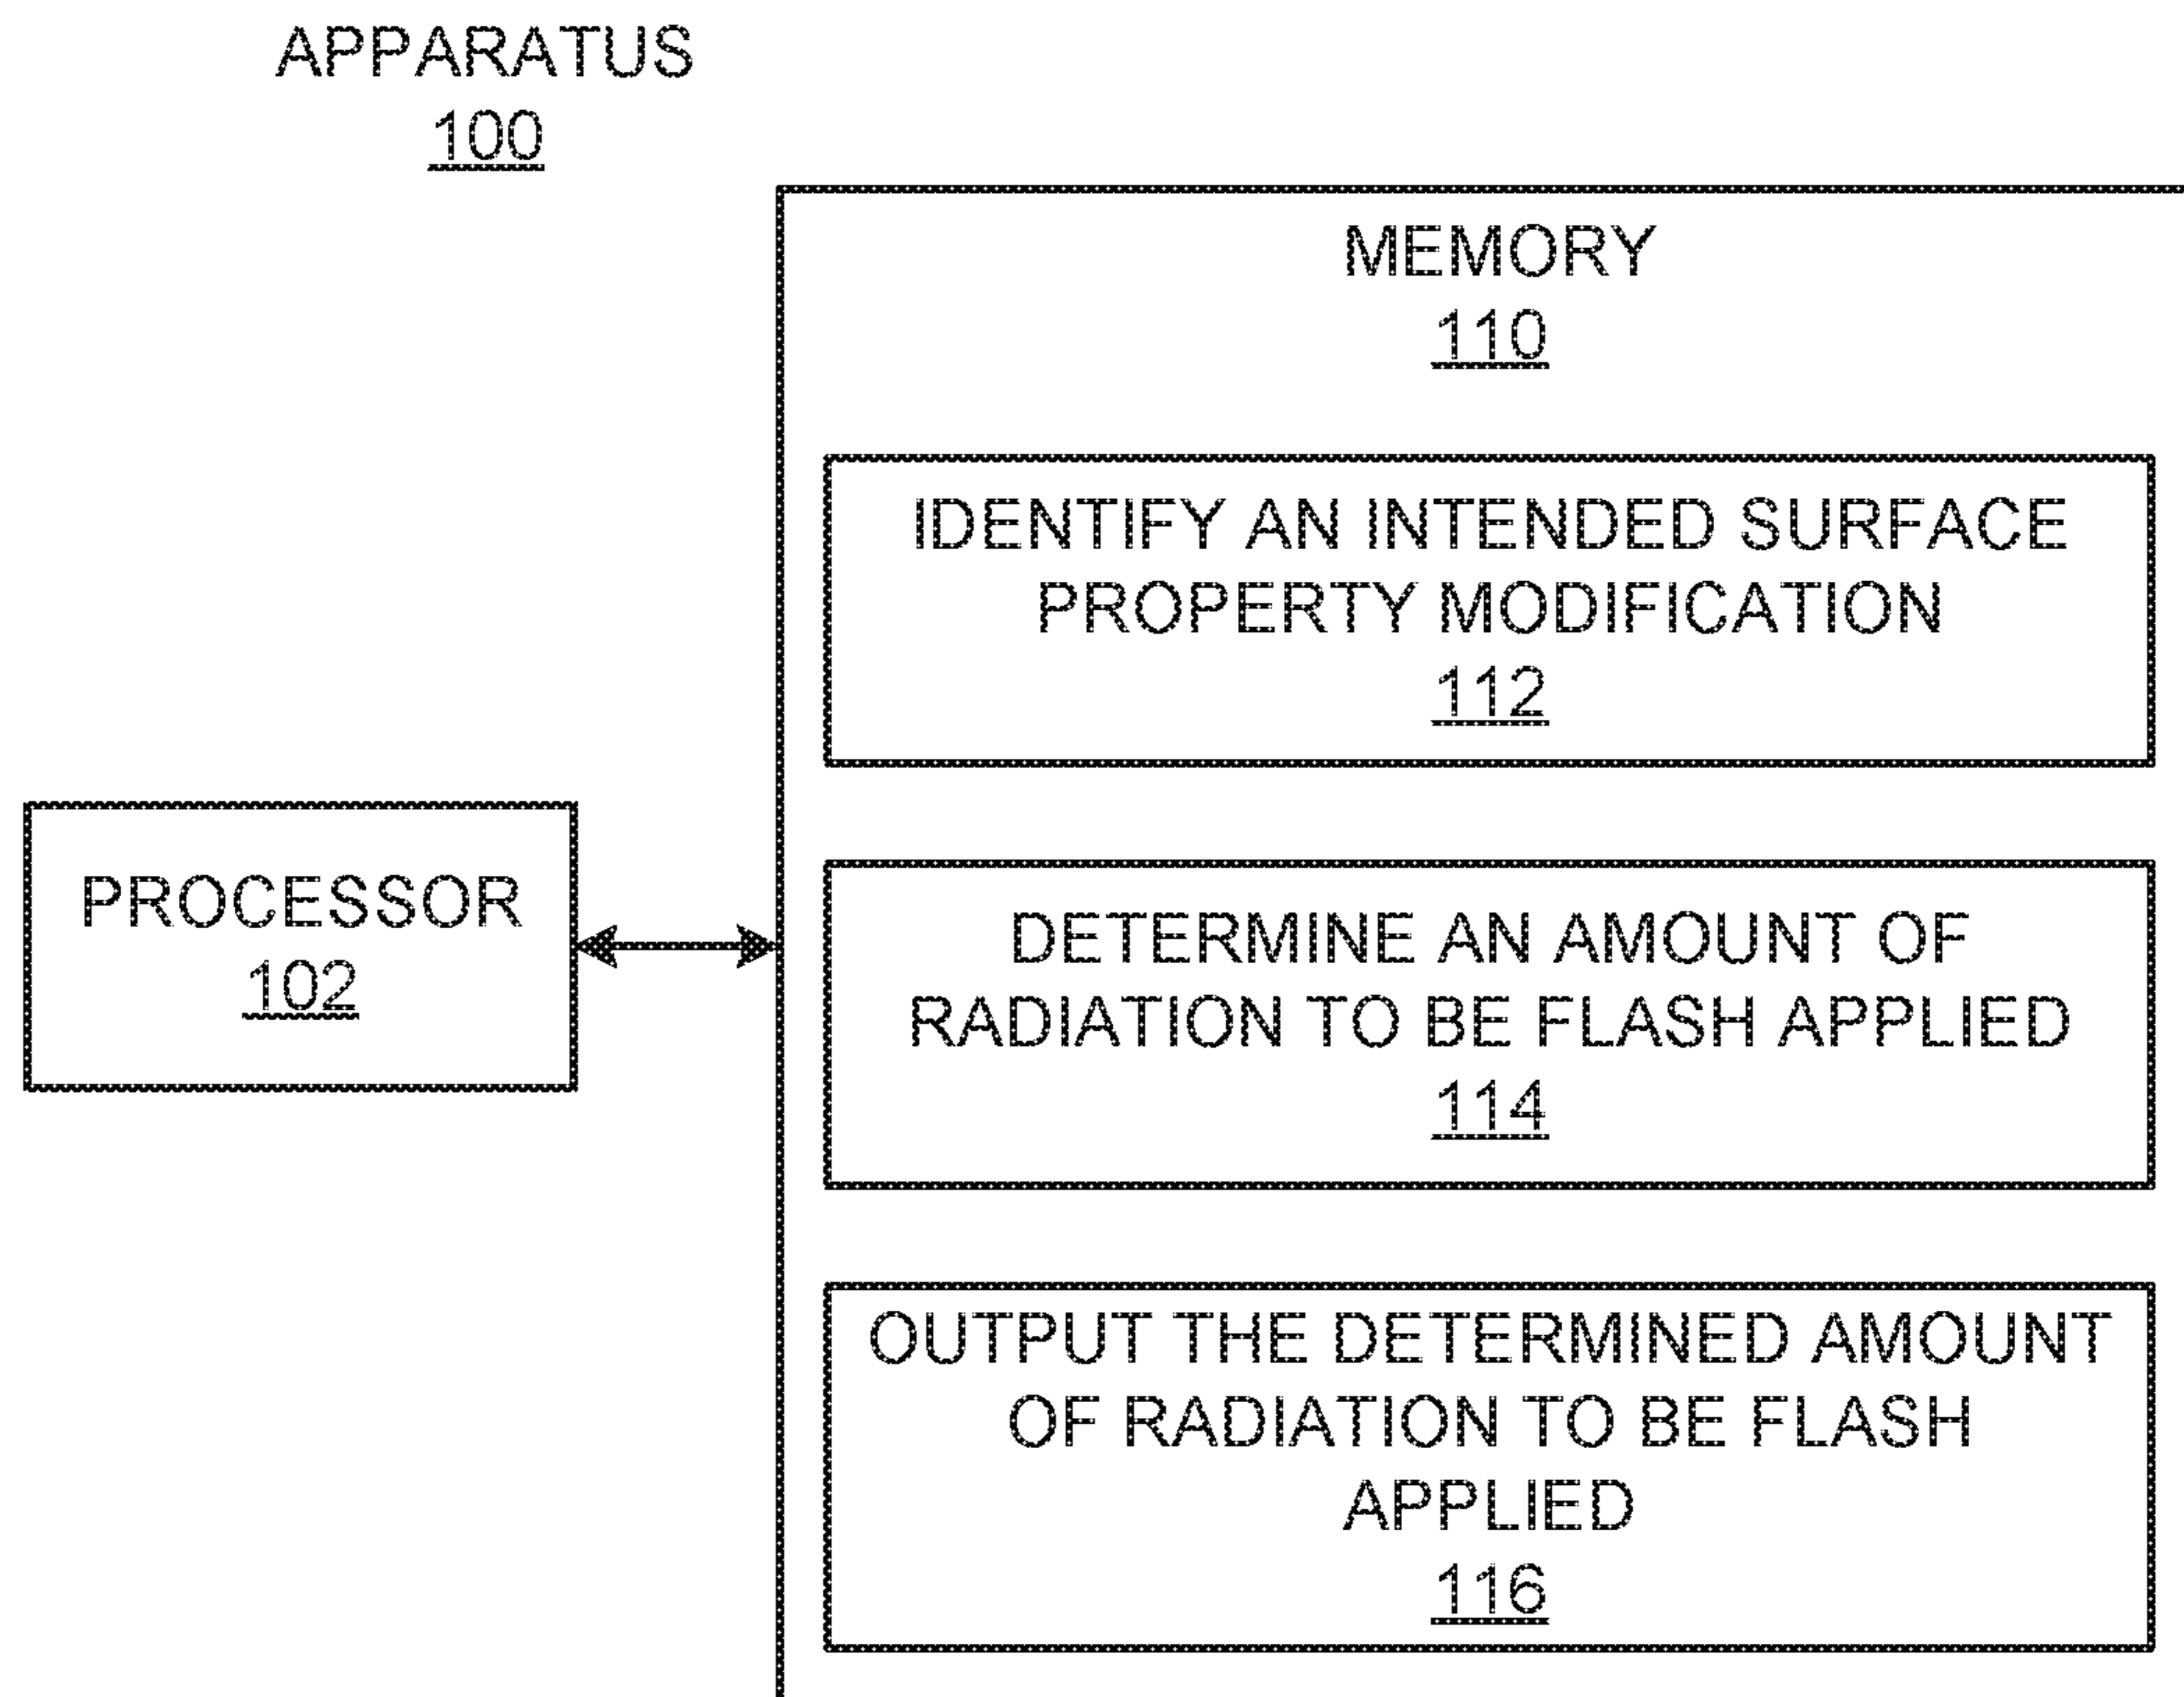 APPARATUS
100
MEMORY
110
IDENTIFY AN INTENDED SURFACE
PROPERTY MODIFICATION
112
PROCESSOR
102
DETERMINE AN AMOUNT OF
RADIATION TO BE FLASH APPLIED
114
OUTPUT THE DETERMINED AMOUNT
OF RADIATION TO BE FLASH
APPLIED
116